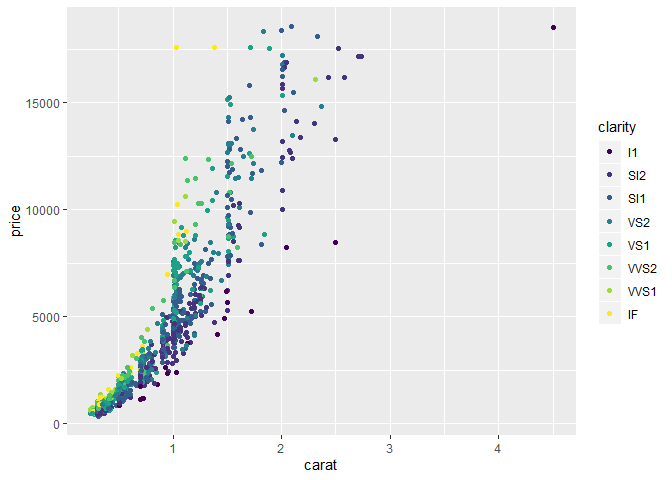 15000
10000
5000
0
price
1
2
3
4
carat
clarity
I1
SI2
SI1
VS2
VS1
VVS2
VVS1
IF